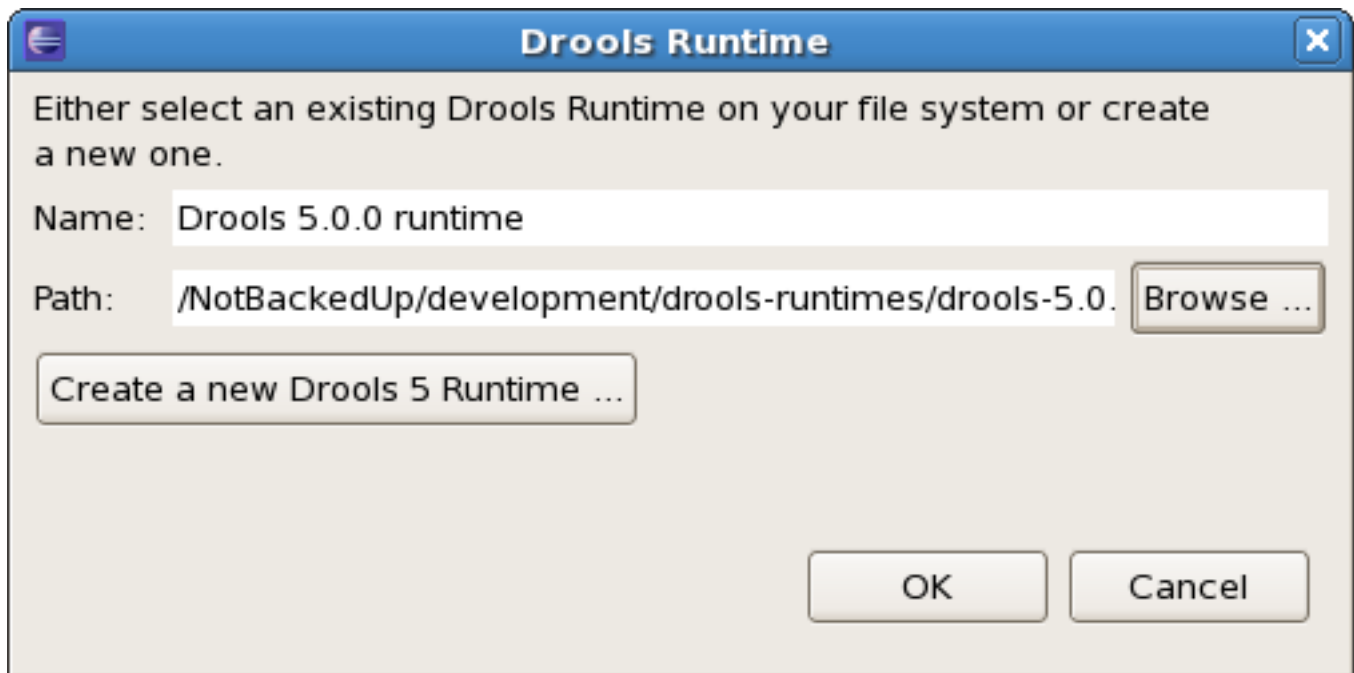 Drools Runtime
Either select an existing Drools Runtime on your file system or create
a new one.
Name: Drools 5.0.0 runtime
Path: /NotBackedUp/development/drools-runtimes/drools-5.0. Browse ...
Create a new Drools 5 Runtime ...
OK Cancel